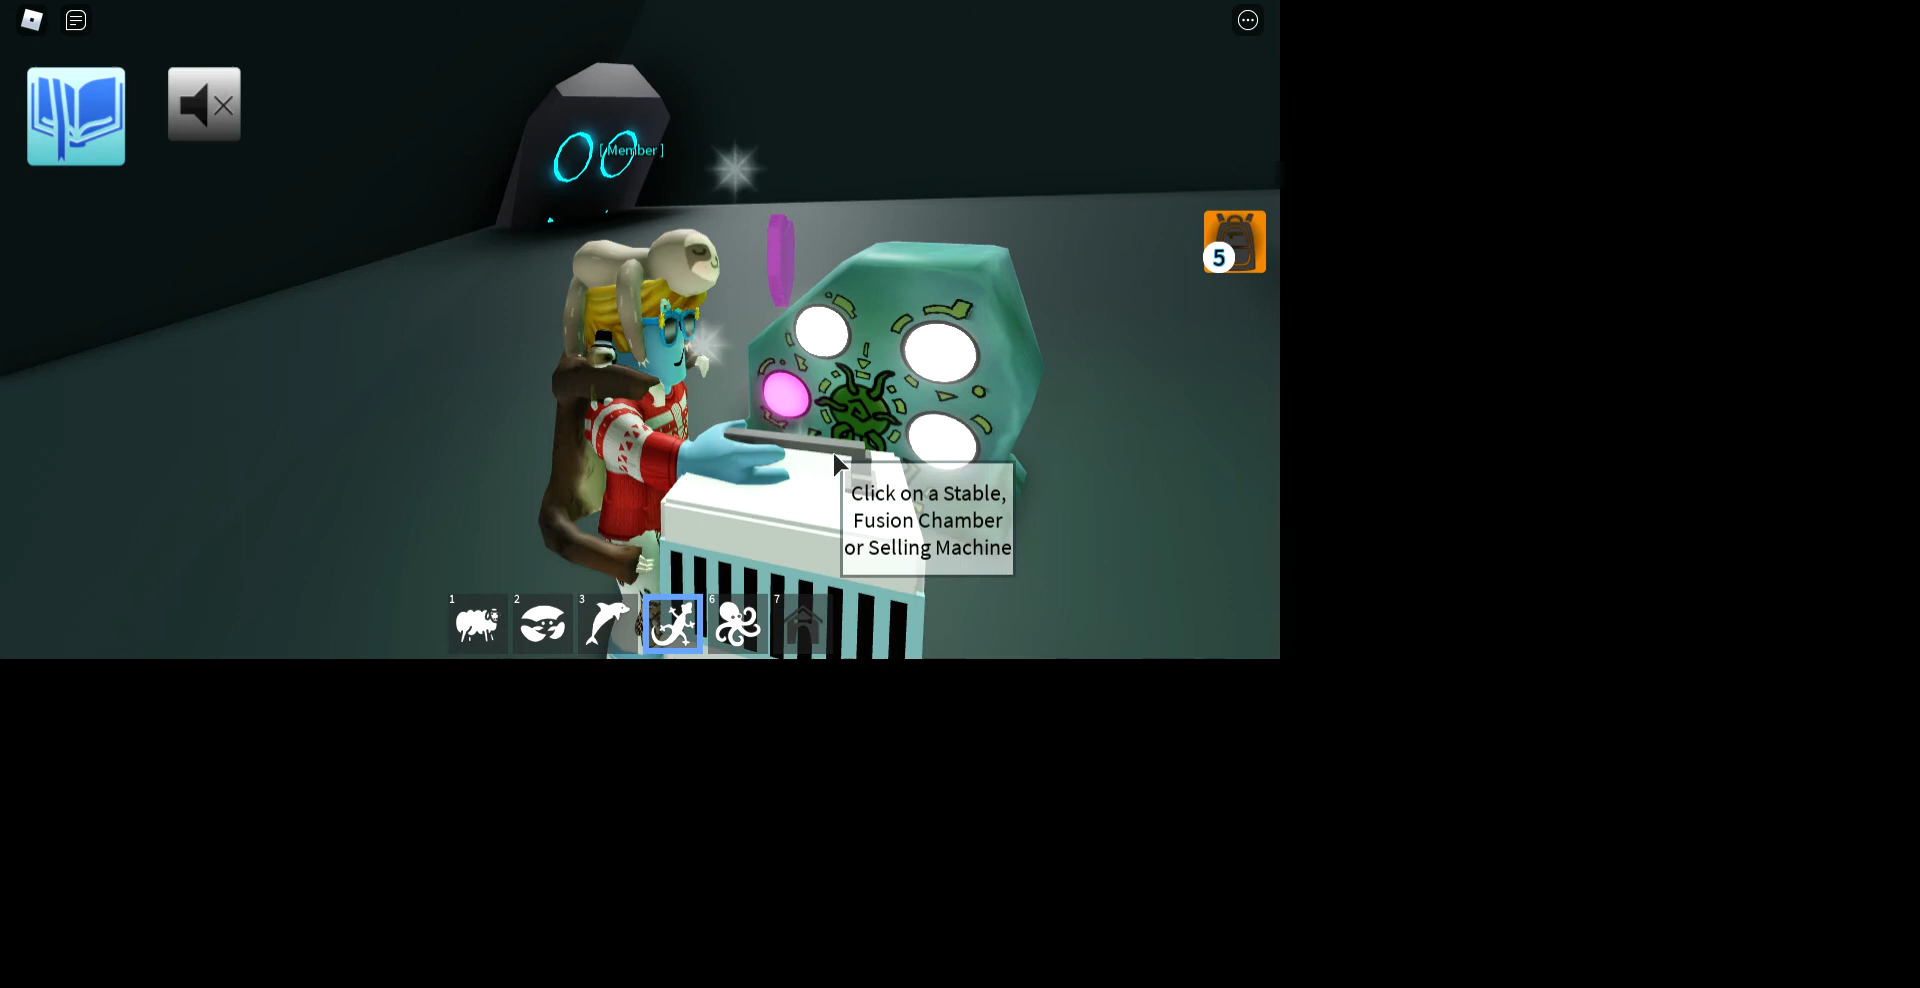 [ Member ]
5
Click on a Stable,
Fusion Chamber
or Selling Machine
1
2
3
6
7